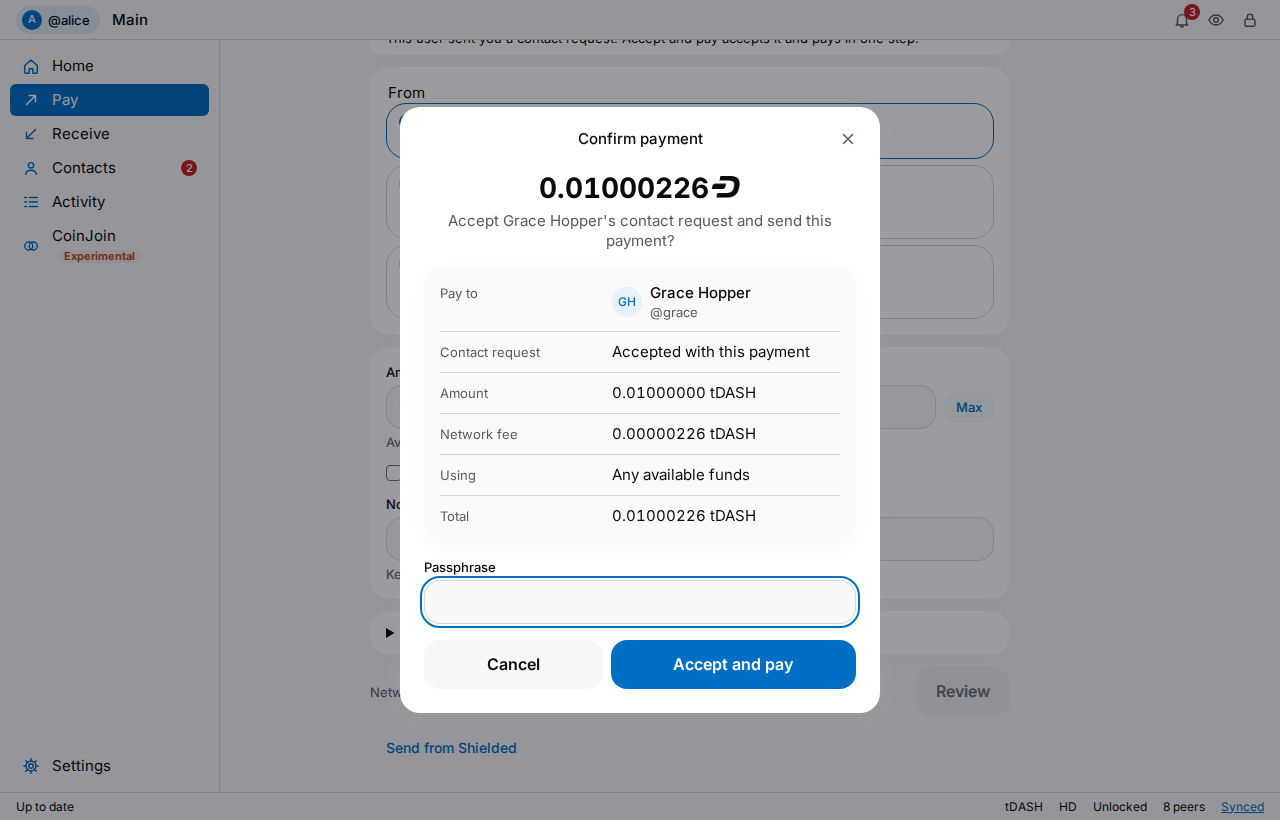 A @alice Main 3
Home
Pay
Receive
Contacts 2
Activity
CoinJoin
Experimental
Settings
This user sent you a contact request. Accept and pay accepts it and pays in one step.
From
Max
Review
Send from Shielded
Confirm payment
0.01000226
Accept Grace Hopper's contact request and send this
payment?
Pay to GH Grace Hopper
@grace
Contact request Accepted with this payment
Amount 0.01000000 tDASH
Network fee 0.00000226 tDASH
Using Any available funds
Total 0.01000226 tDASH
Passphrase
Cancel Accept and pay
Up to date tDASH HD Unlocked 8 peers Synced